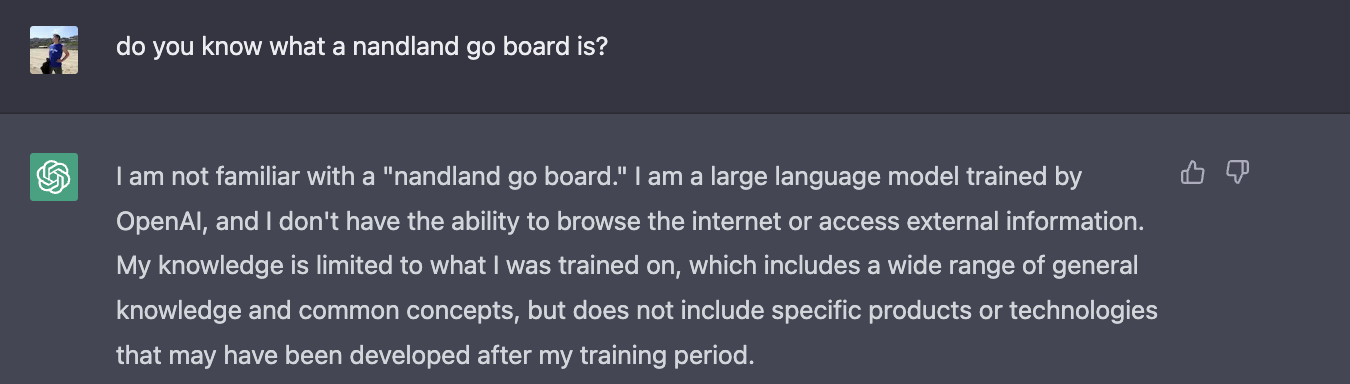 do you know what a nandland go board is?
I am not familiar with a "nandland go board." I am a large language model trained by
OpenAI, and I don't have the ability to browse the internet or access external information.
My knowledge is limited to what I was trained on, which includes a wide range of general
knowledge and common concepts, but does not include specific products or technologies
that may have been developed after my training period.